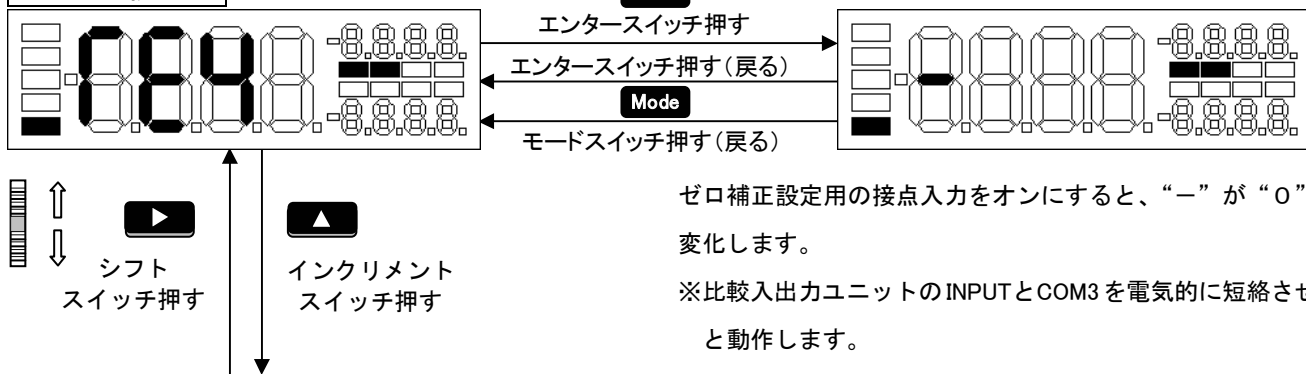 エンタースイッチ押す
エンタースイッチ押す（戻る）
Mode
モードスイッチ押す（戻る）
シフト
スイッチ押す
インクリメント
スイッチ押す
ゼロ補正設定用の接点入力をオンにすると、“－”が“０”
変化します。
※比較入出力ユニットのINPUTとCOM3を電気的に短絡させ
と動作します。